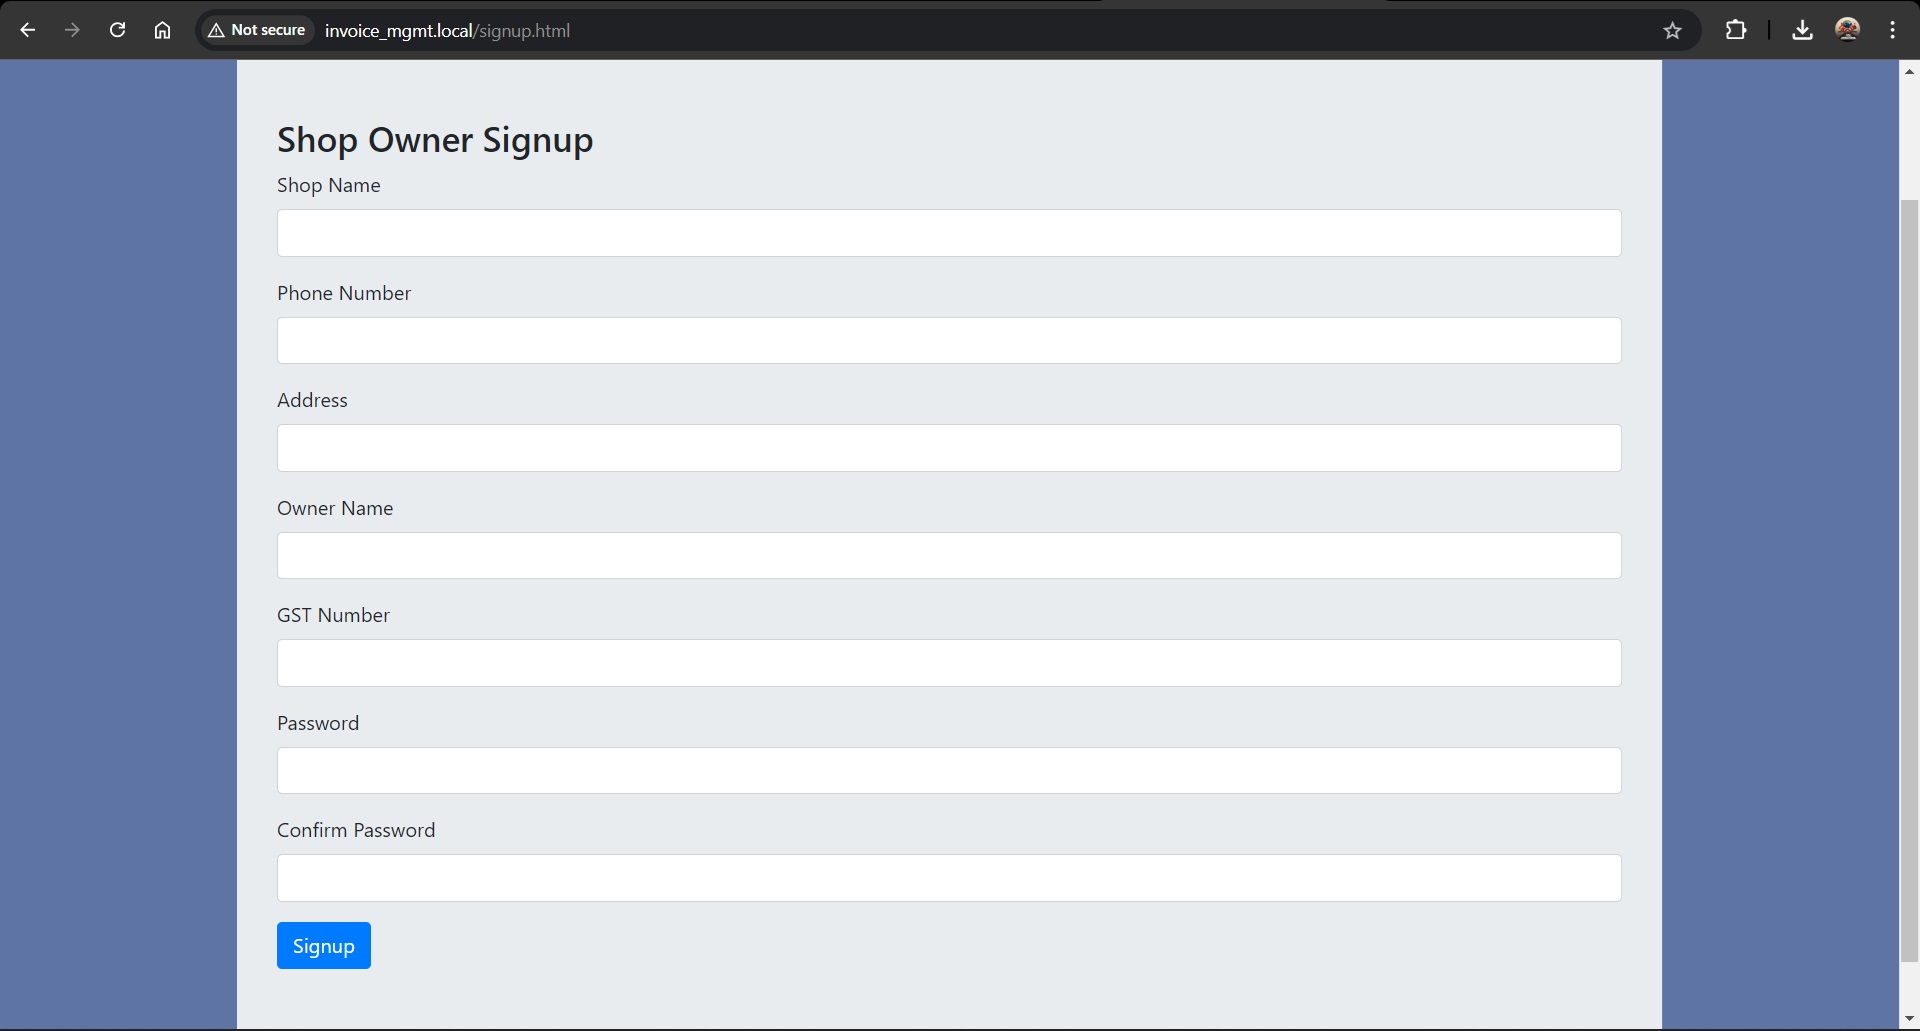 Not secure invoice_mgmt.local/signup.html
Shop Owner Signup
Shop Name
Phone Number
Address
Owner Name
GST Number
Password
Confirm Password
Signup